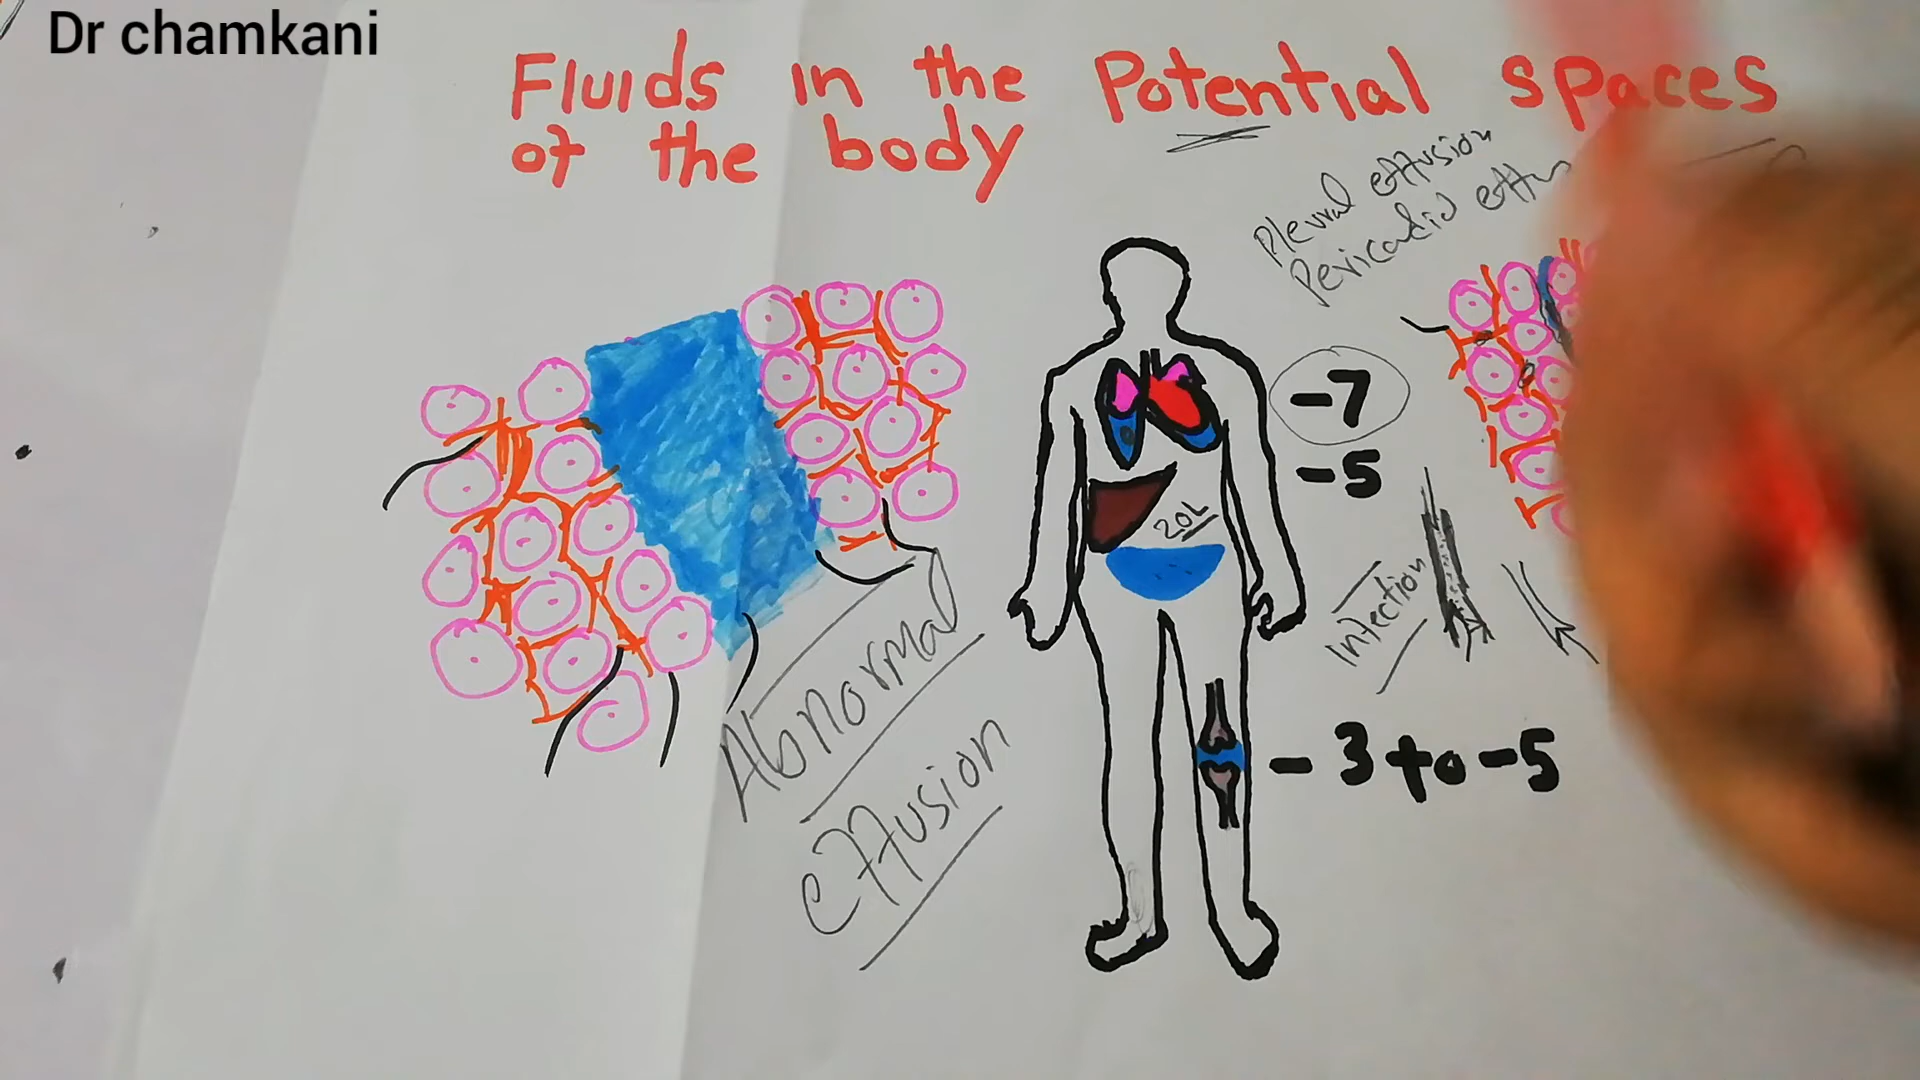 Dr chamkani
Fluids in the Potential spaces
of the body
Pleural effusion
Pericadid
-7
-5
20L
Infection
Abnormal
effusion
- 3 to -5